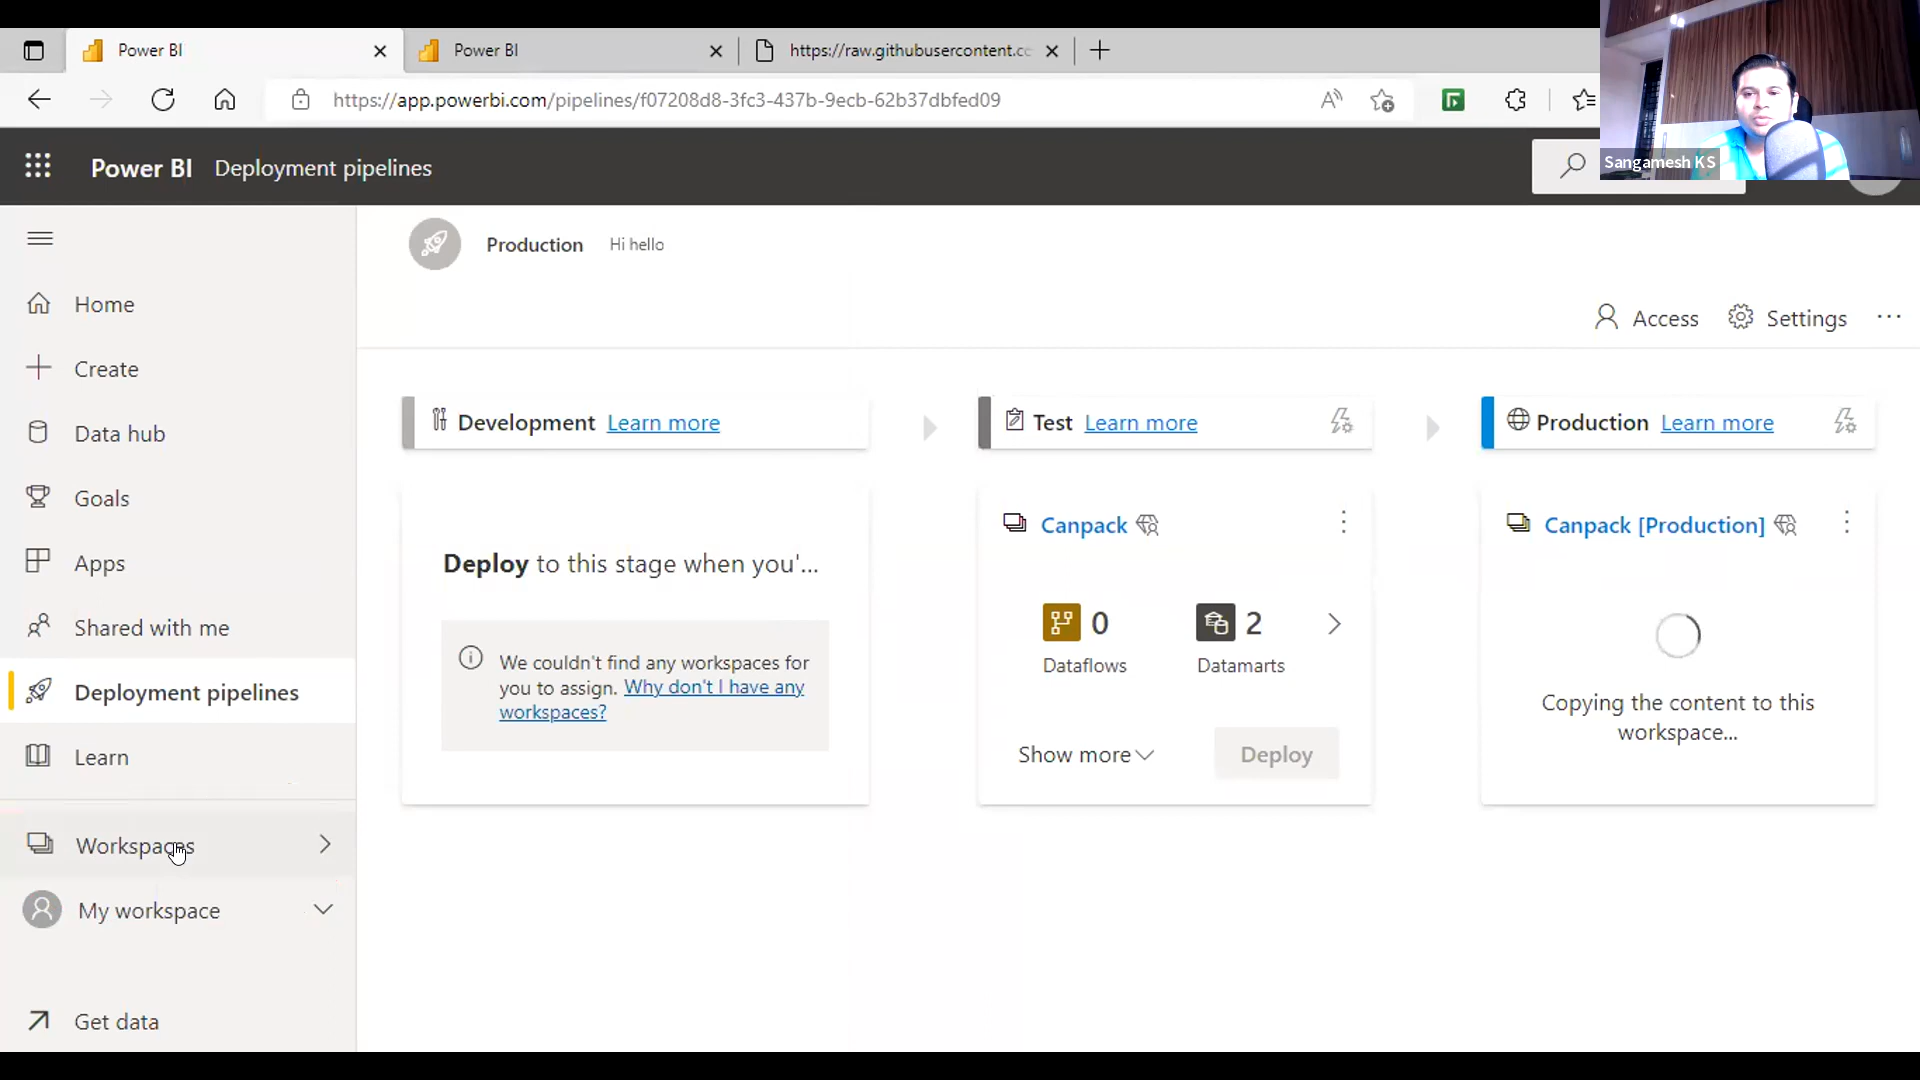 Power BI
Power BI
https://raw.githubusercontent.cc
https://app.powerbi.com/pipelines/f07208d8-3fc3-437b-9ecb-62b37dbfed09
Sangamesh KS
Power BI Deployment pipelines
Production Hi hello
Access Settings
Home
Create
Data hub
Goals
Apps
Shared with me
Deployment pipelines
Learn
Workspaces
My workspace
Get data
Development Learn more
Deploy to this stage when you'...
We couldn't find any workspaces for
you to assign. Why don't I have any
workspaces?
Test Learn more
Canpack
0 2
Dataflows Datamarts
Show more Deploy
Production Learn more
Canpack [Production]
Copying the content to this
workspace...